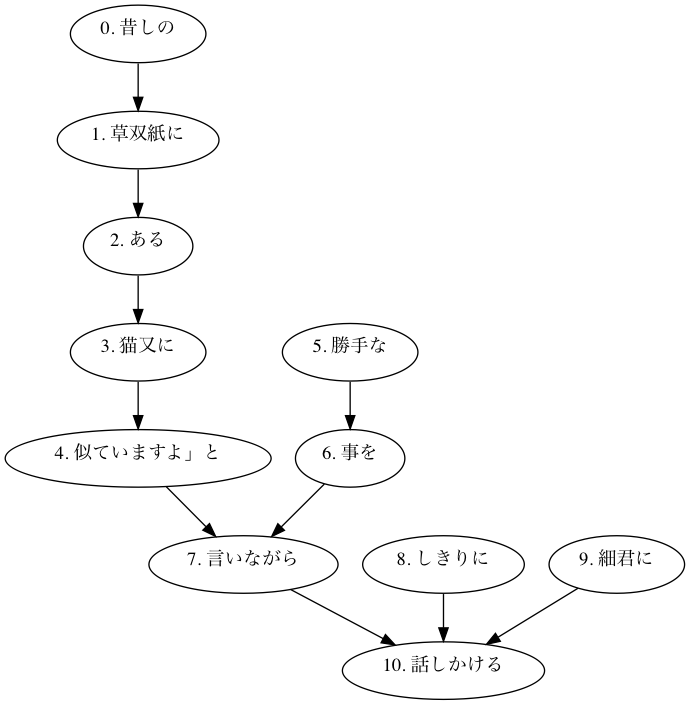 0. 昔しの
1. 草双紙に
2. ある
3. 猫又に
5. 勝手な
4. 似ていますよ」と
6. 事を
7. 言いながら
8. しきりに
9. 細君に
10. 話しかける